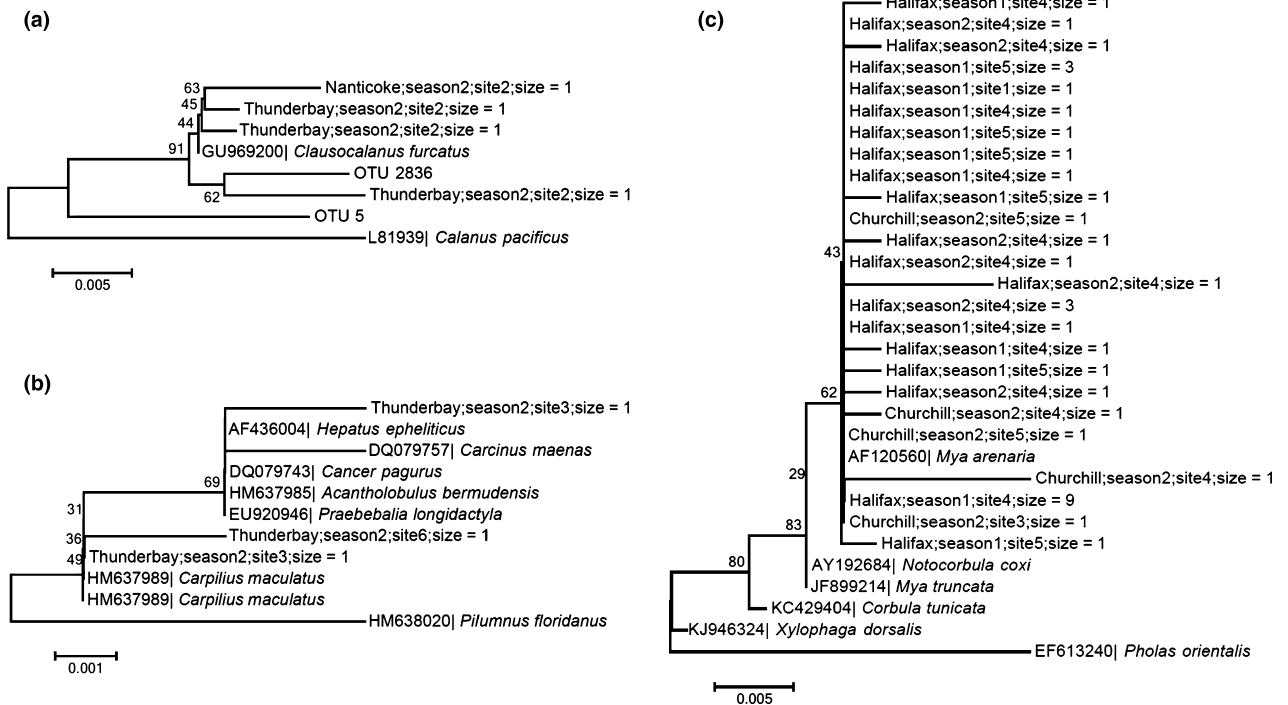 (a)
63
Nanticoke;season2;site2;size = 1
45
Thunderbay;season2;site2;size = 1
44
Thunderbay;season2;site2;size = 1
91
GU969200| Clausocalanus furcatus
OTU 2836
62
Thunderbay;season2;site2;size = 1
OTU 5
L81939| Calanus pacificus
0.005
(b)
Thunderbay;season2;site3;size = 1
AF436004| Hepatus epheliticus
DQ079757| Carcinus maenas
69
DQ079743| Cancer pagurus
HM637985| Acantholobulus bermudensis
EU920946| Praebebalia longidactyla
31
Thunderbay;season2;site6;size = 1
36
Thunderbay;season2;site3;size = 1
49
HM637989| Carpilius maculatus
HM637989| Carpilius maculatus
HM638020| Pilumnus floridanus
0.001
(c)
Halifax;season1;site4;size = 1
Halifax;season2;site4;size = 1
Halifax;season2;site4;size = 1
Halifax;season1;site5;size = 3
Halifax;season1;site1;size = 1
Halifax;season1;site4;size = 1
Halifax;season1;site5;size = 1
Halifax;season1;site5;size = 1
Halifax;season1;site4;size = 1
Halifax;season1;site5;size = 1
Churchill;season2;site5;size = 1
Halifax;season2;site4;size = 1
43
Halifax;season2;site4;size = 1
Halifax;season2;site4;size = 1
Halifax;season2;site4;size = 3
Halifax;season1;site4;size = 1
Halifax;season1;site4;size = 1
Halifax;season1;site5;size = 1
62
Halifax;season2;site4;size = 1
Churchill;season2;site4;size = 1
Churchill;season2;site5;size = 1
AF120560| Mya arenaria
29
Churchill;season2;site4;size = 1
Halifax;season1;site4;size = 9
Churchill;season2;site3;size = 1
83
Halifax;season1;site5;size = 1
80
AY192684| Notocorbula coxi
JF899214| Mya truncata
KC429404| Corbula tunicata
KJ946324| Xylophaga dorsalis
EF613240| Pholas orientalis
0.005